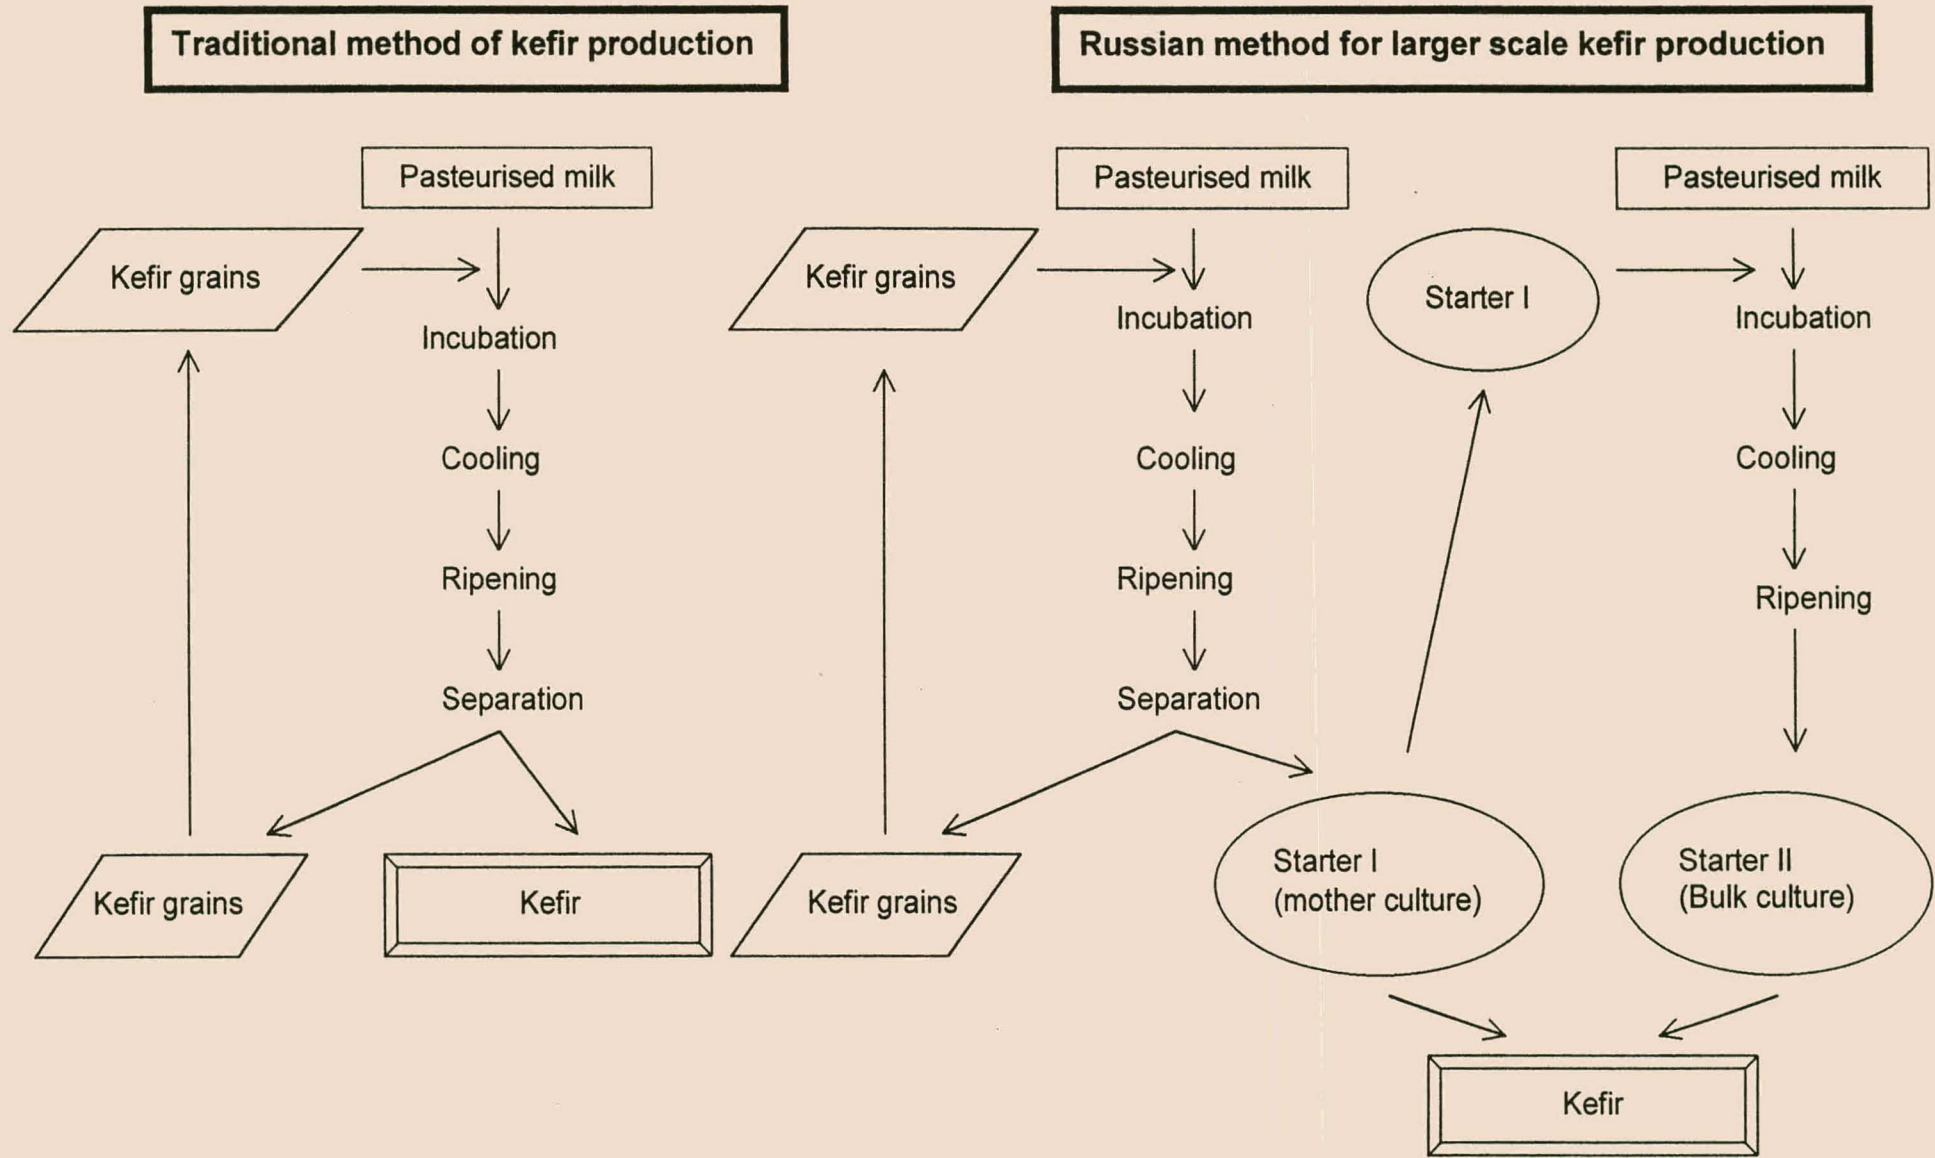 Traditional method of kefir production
Pasteurised milk
Kefir grains
Incubation
Cooling
Ripening
Separation
Kefir grains
Kefir
Russian method for larger scale kefir production
Pasteurised milk
Kefir grains
Incubation
Cooling
Ripening
Separation
Kefir grains
Starter I
(mother culture)
Pasteurised milk
Starter I
Incubation
Cooling
Ripening
Starter II
(Bulk culture)
Kefir